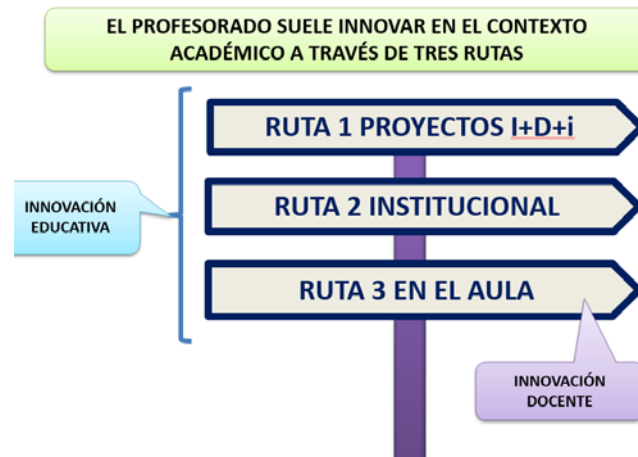 EL PROFESORADO SUELE INNOVAR EN EL CONTEXTO
ACADÉMICO A TRAVÉS DE TRES RUTAS
RUTA 1 PROYECTOS I+D+i
INNOVACIÓN
EDUCATIVA
RUTA 2 INSTITUCIONAL
RUTA 3 EN EL AULA
INNOVACIÓN
DOCENTE